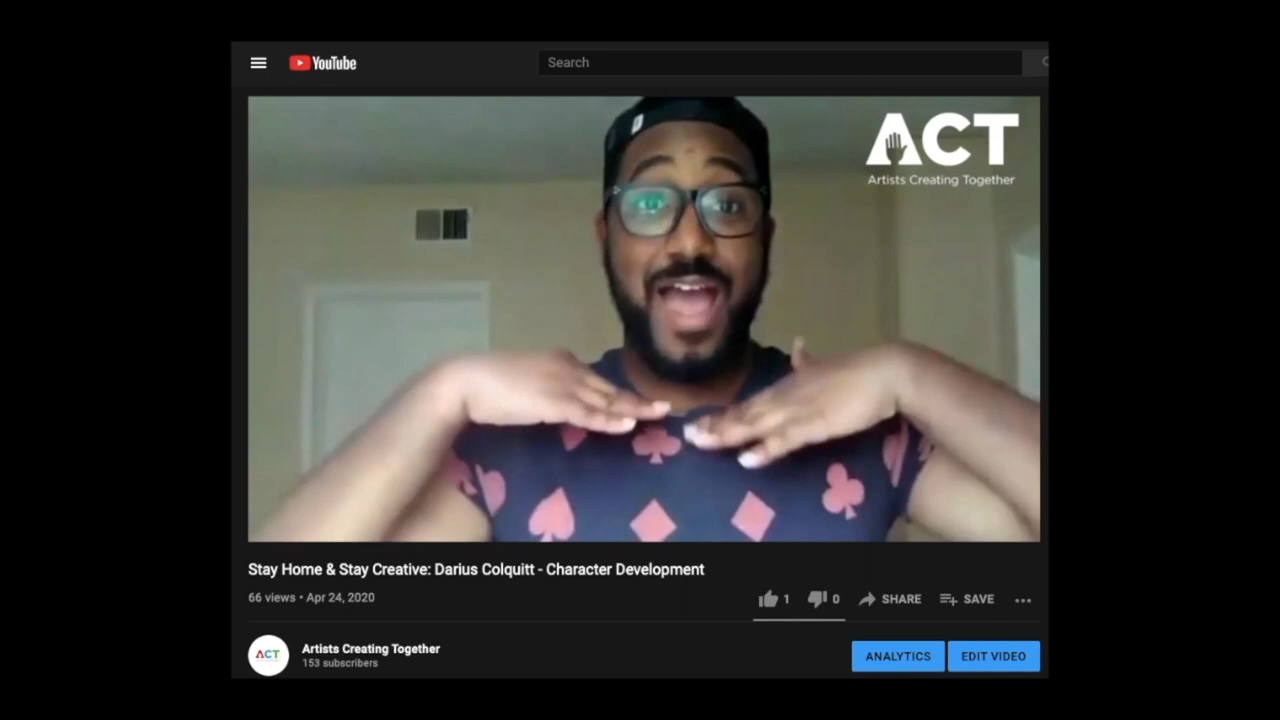 YouTube
Search
ACT
Artists Creating Together
Stay Home & Stay Creative: Darius Colquitt - Character Development
66 views • Apr 24, 2020
1 0 SHARE SAVE
ACT
Artists Creating Together
153 subscribers
ANALYTICS EDIT VIDEO